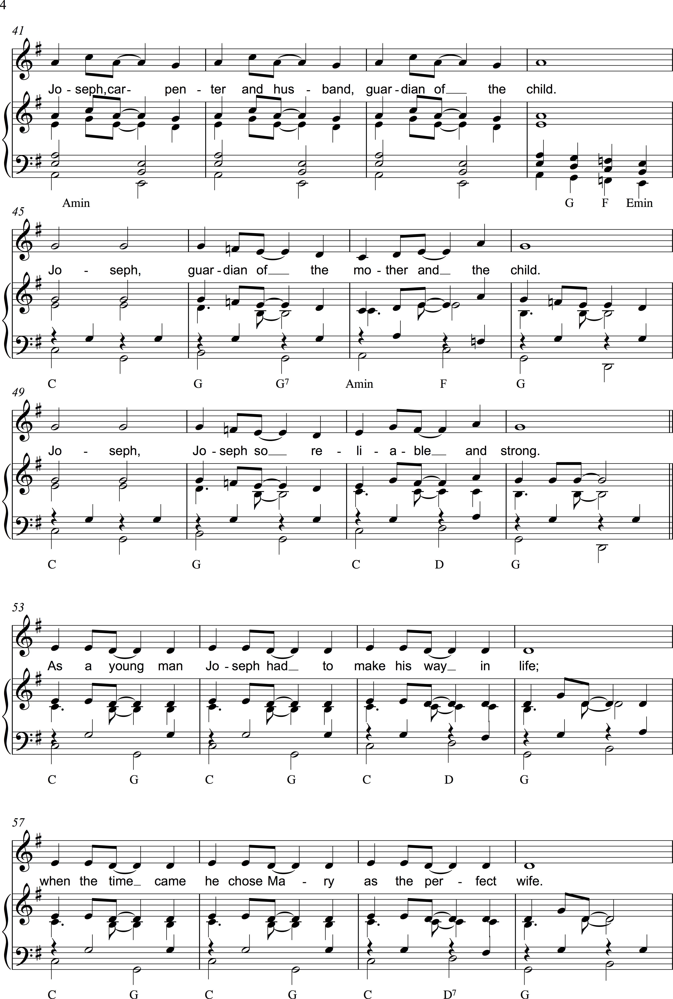 4
41
Jo - seph, car- pen - ter and hus - band, guar - dian of the child.
Amin G F Emin
45
Jo - seph, guar - dian of the mo - ther and the child.
C G G7 Amin F G
49
Jo - seph, Jo - seph so re - li - a - ble and strong.
C G C D G
53
As a young man Jo - seph had to make his way in life;
C G C G C D G
57
when the time came he chose Ma - ry as the per - fect wife.
C G C G C D7 G